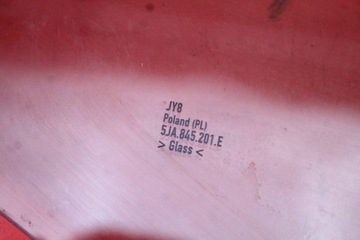 JY8
Poland (PL)
5JA.845.201.E
> Glass <